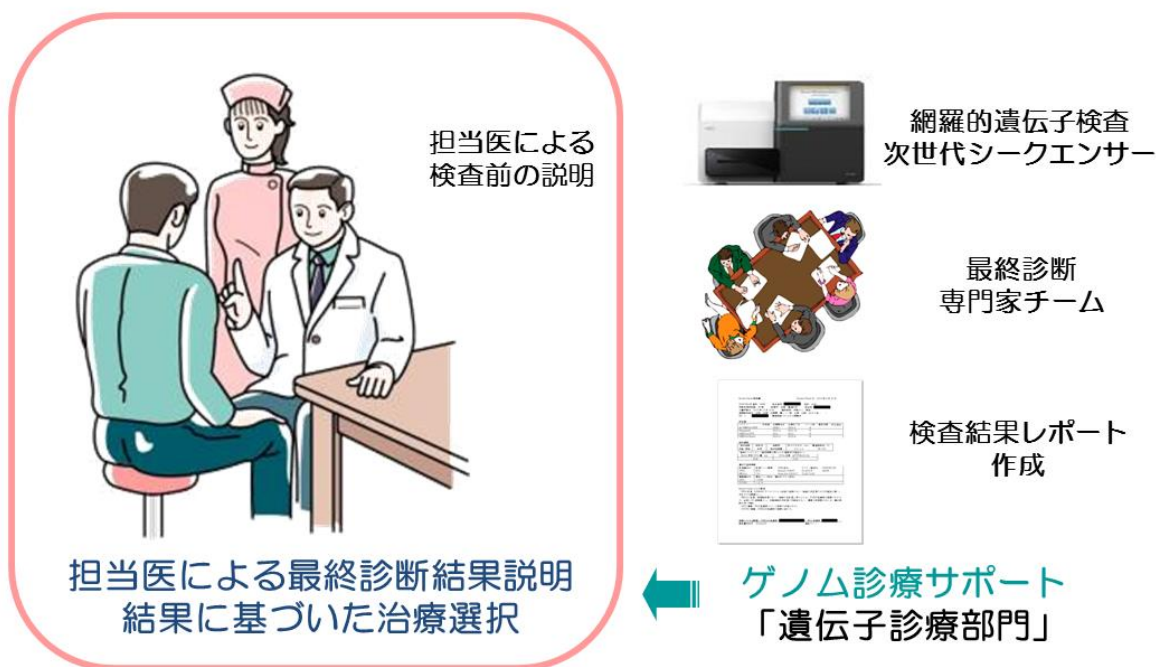 担当医による
検査前の説明
担当医による最終診断結果説明
結果に基づいた治療選択
網羅的遺伝子検査
次世代シークエンサー
最終診断
専門家チーム
検査結果レポート
作成
ゲノム診療サポート
「遺伝子診療部門」